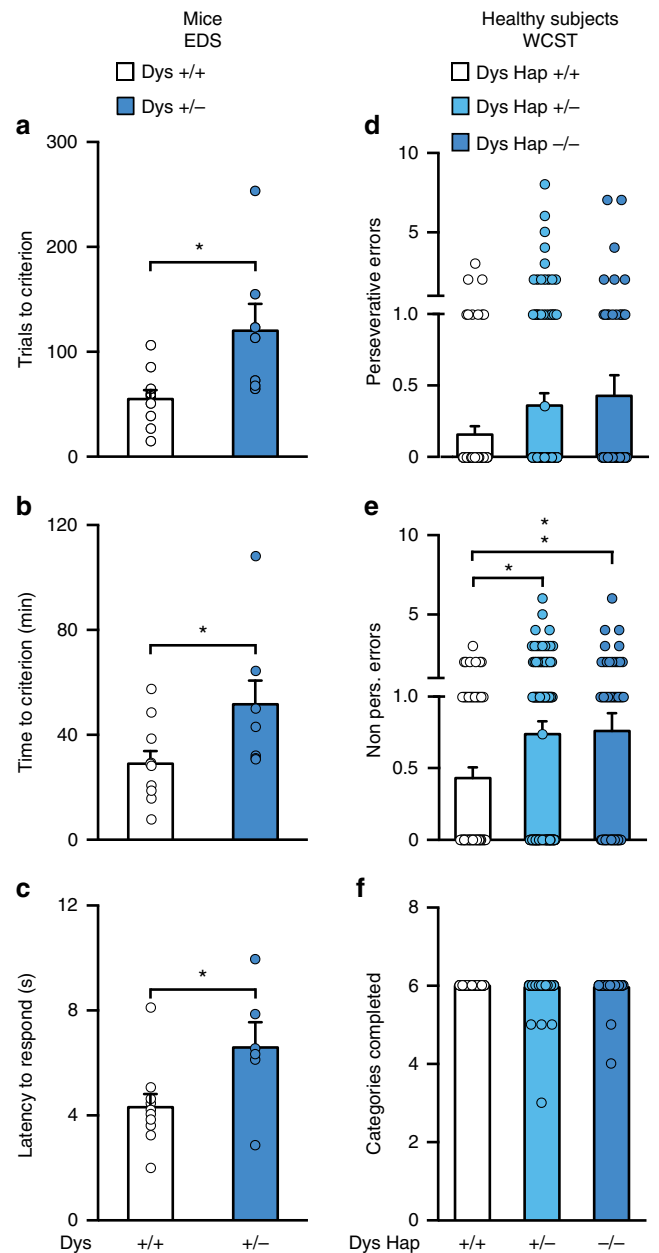 Mice
EDS
Dys +/+
Dys +/–
Healthy subjects
WCST
Dys Hap +/+
Dys Hap +/–
Dys Hap –/–
a
300
200
100
0
Trials to criterion
*
b
120
80
40
0
Time to criterion (min)
*
c
12
8
4
0
Latency to respond (s)
*
Dys +/+ +/–
d
10
5
1.0
0.5
0
Perseverative errors
e
10
5
1.0
0.5
0
Non pers. errors
*
*
*
f
8
6
4
2
0
Categories completed
Dys Hap +/+ +/– –/–